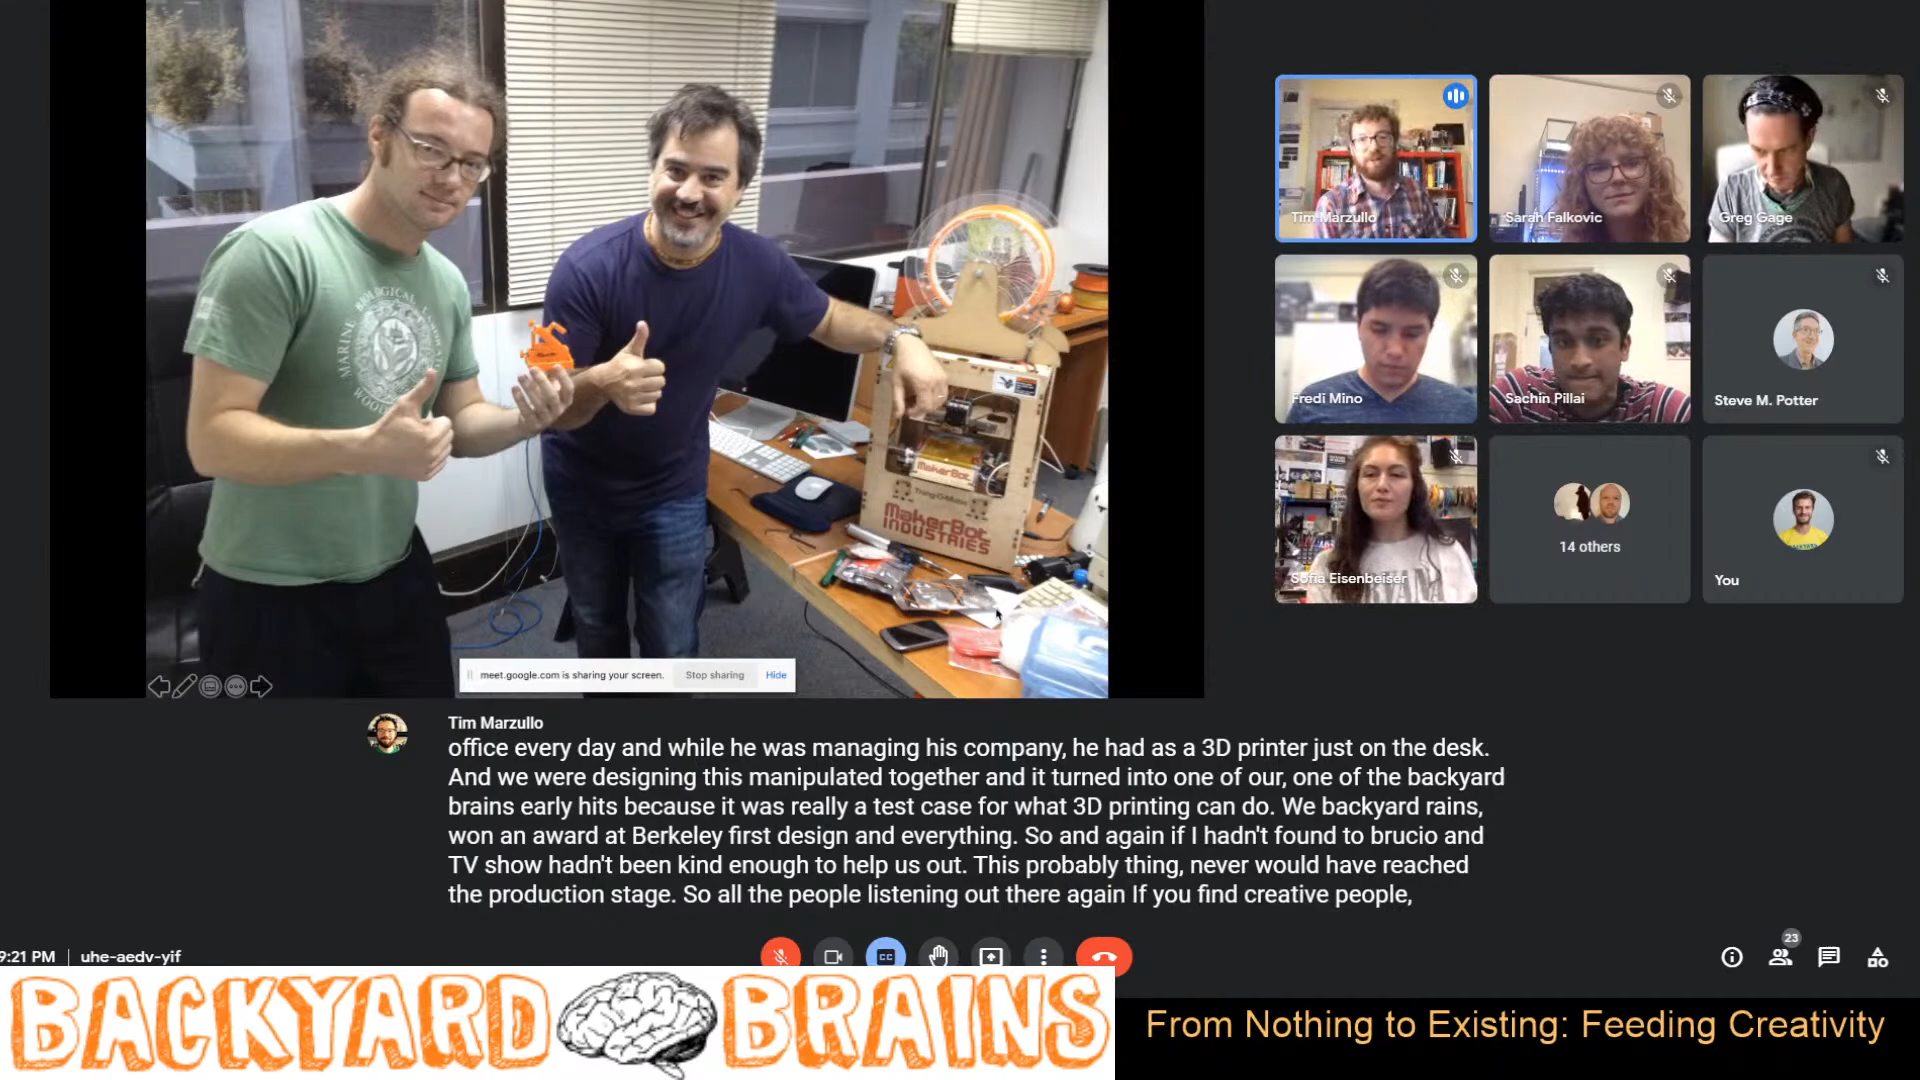 MARINE BIOLOGICAL LABORATORY
WOODS
MakerBot
Thing-O-Matic
MakerBot
INDUSTRIES
meet.google.com is sharing your screen.
Stop sharing
Hide
Tim Marzullo
Sarah Falkovic
Greg Gage
Fredi Mino
Sachin Pillai
Steve M. Potter
Sofia Eisenbeiser
14 others
You
Tim Marzullo
office every day and while he was managing his company, he had as a 3D printer just on the desk.
And we were designing this manipulated together and it turned into one of our, one of the backyard
brains early hits because it was really a test case for what 3D printing can do. We backyard rains,
won an award at Berkeley first design and everything. So and again if I hadn't found to brucio and
TV show hadn't been kind enough to help us out. This probably thing, never would have reached
the production stage. So all the people listening out there again If you find creative people,
9:21 PM | uhe-aedv-yif
CC
23
BACKYARD BRAINS
From Nothing to Existing: Feeding Creativity